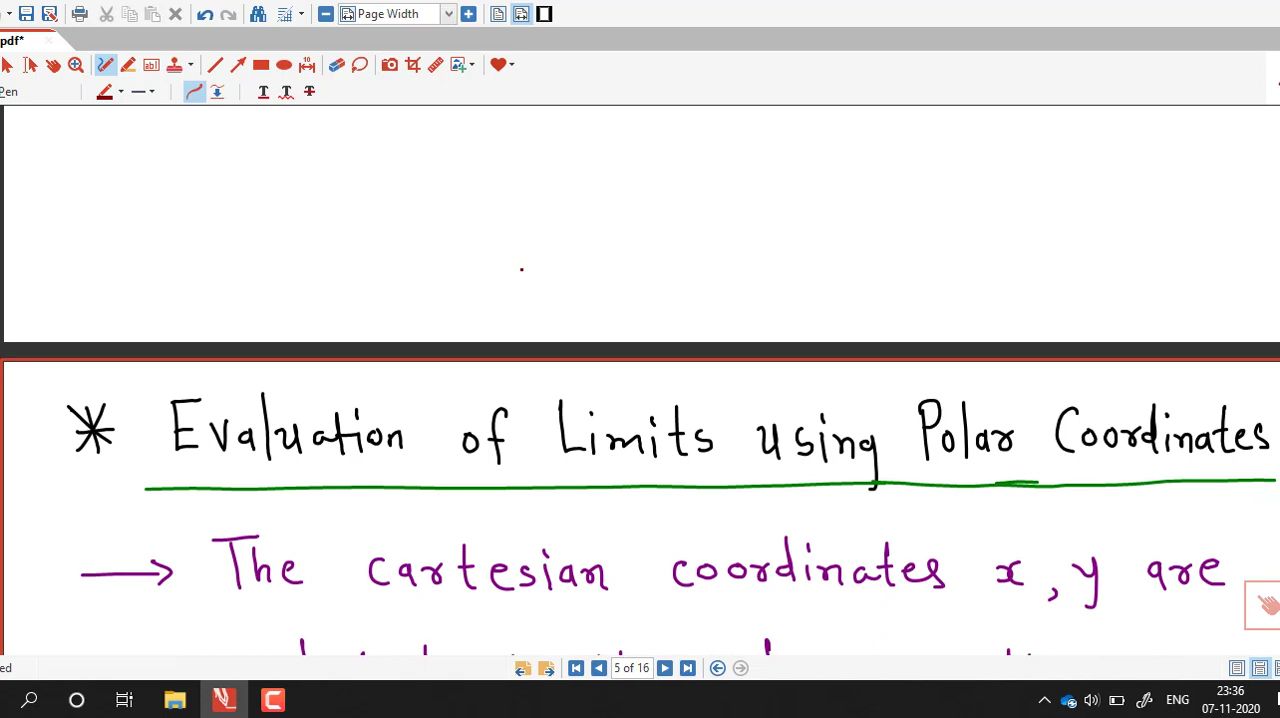 Page Width
pdf*
10
Pen
* Evaluation of Limits using Polar Coordinates
→ The cartesian coordinates x, y are
5 of 16
ENG
23:36
07-11-2020